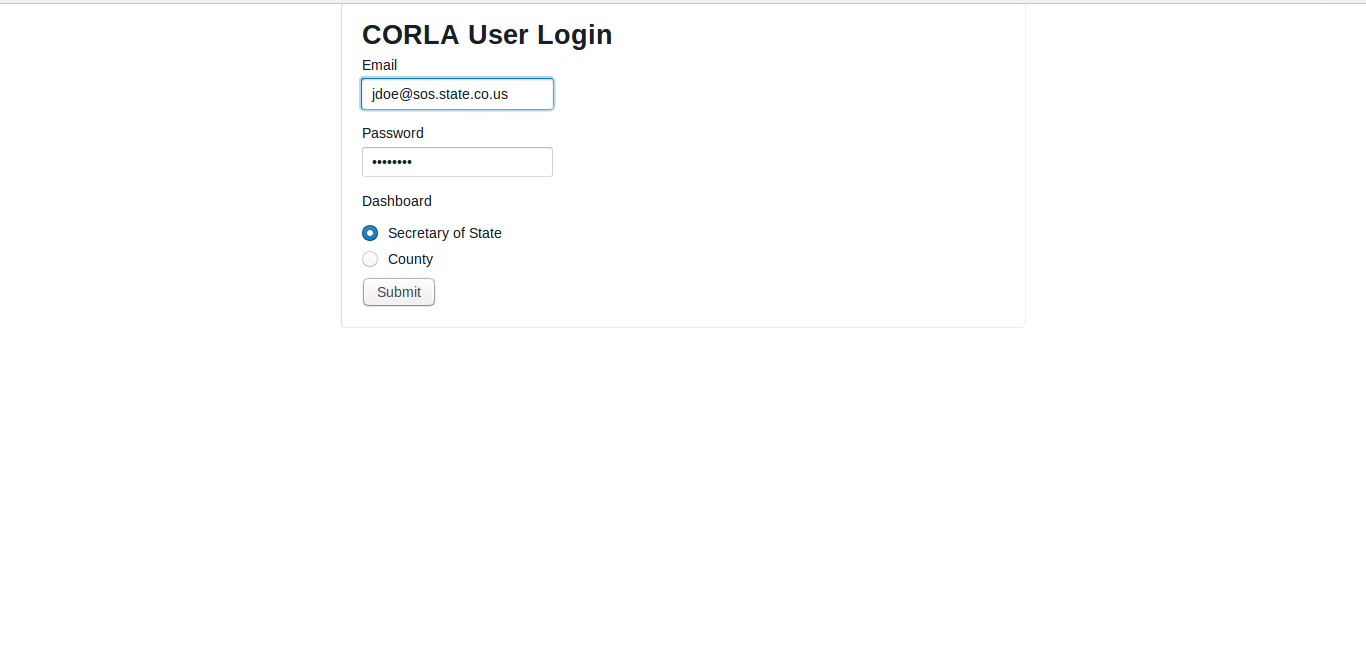 CORLA User Login
Email
jdoe@sos.state.co.us
Password
••••••••
Dashboard
Secretary of State
County
Submit